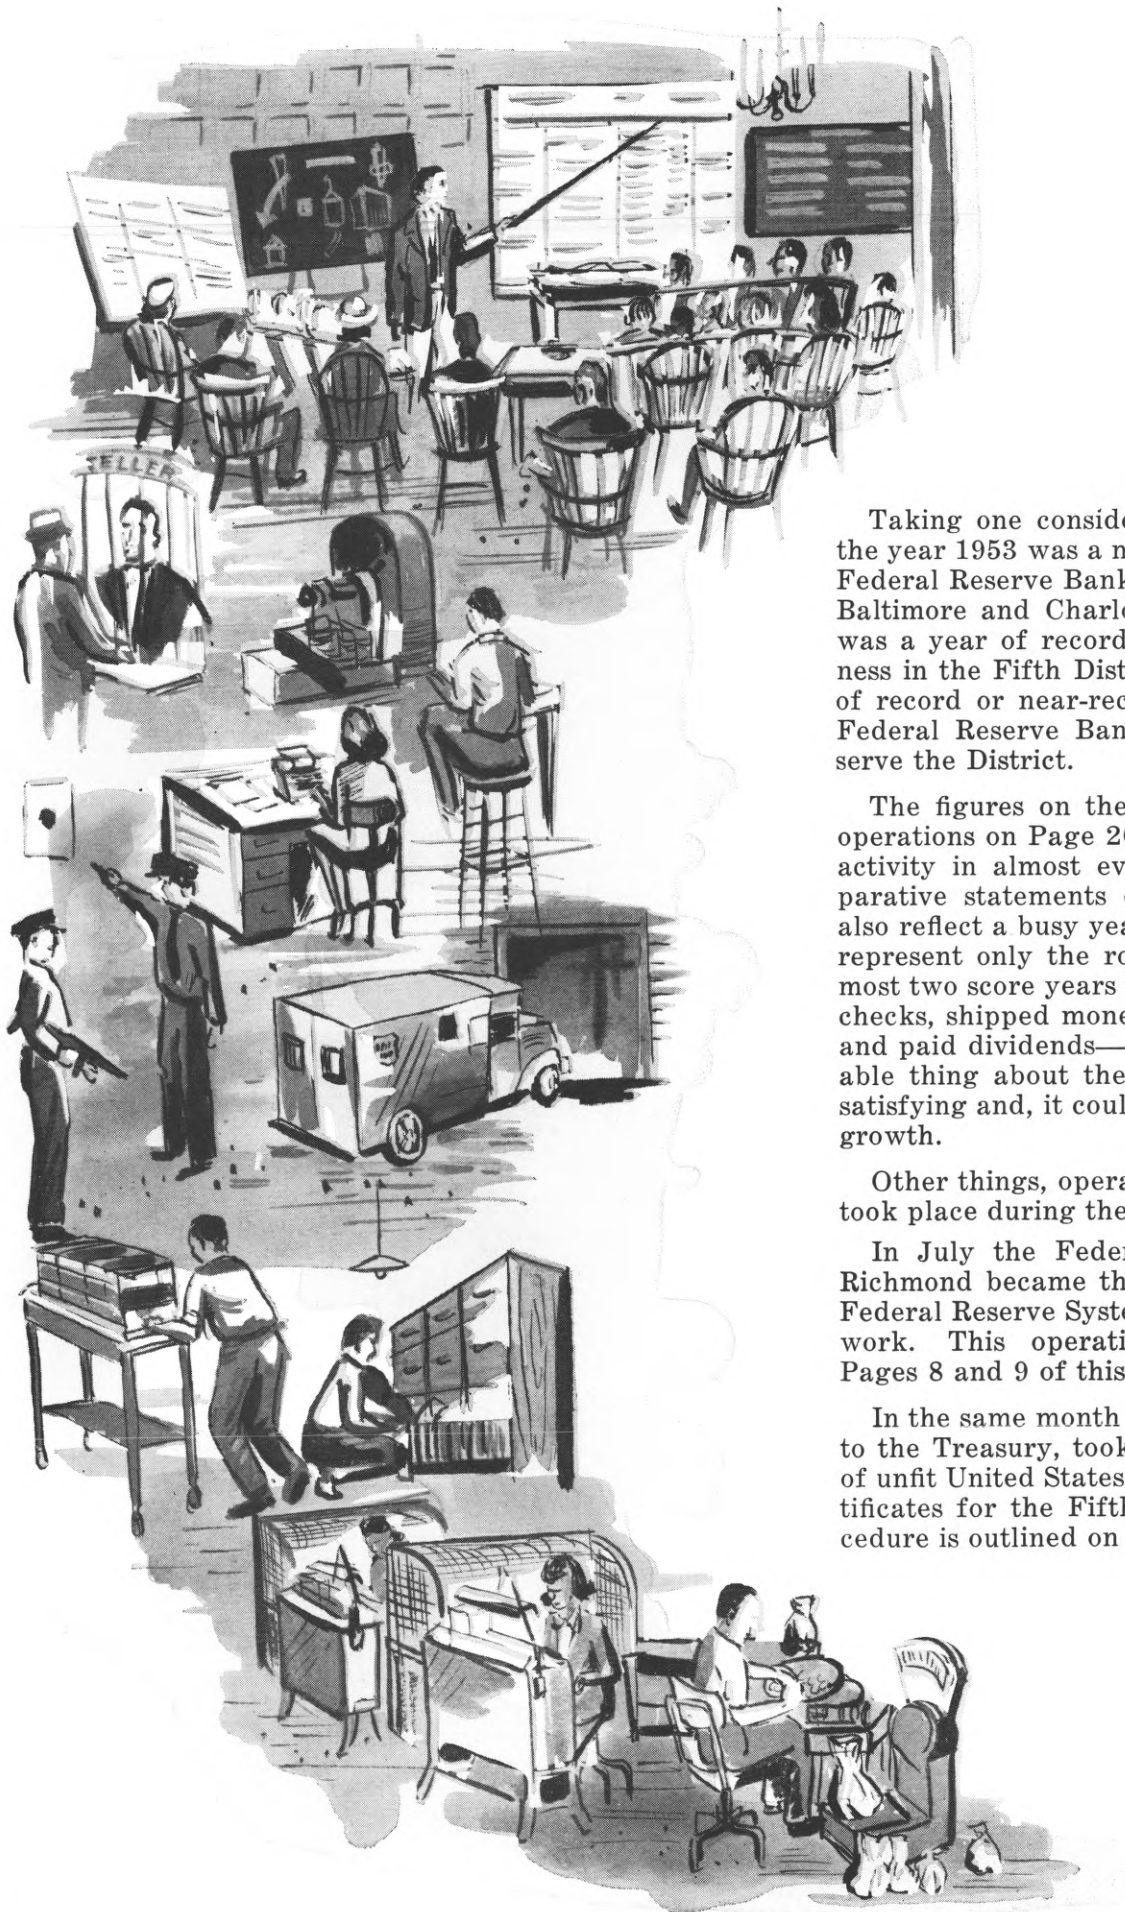 TELLER
Taking one conside
the year 1953 was a
Federal Reserve Bank
Baltimore and Charl
was a year of record
ness in the Fifth Dist
of record or near-rec
Federal Reserve Ban
serve the District.
The figures on the
operations on Page
activity in almost ev
parative statements
also reflect a busy yea
represent only the ro
most two score years
checks, shipped mone
and paid dividends—
able thing about the
satisfying and, it coul
growth.
Other things, opera
took place during the
In July the Feder
Richmond became th
Federal Reserve Syste
work. This operati
Pages 8 and 9 of this
In the same month
to the Treasury, took
of unfit United States
tificates for the Fifth
cedure is outlined on